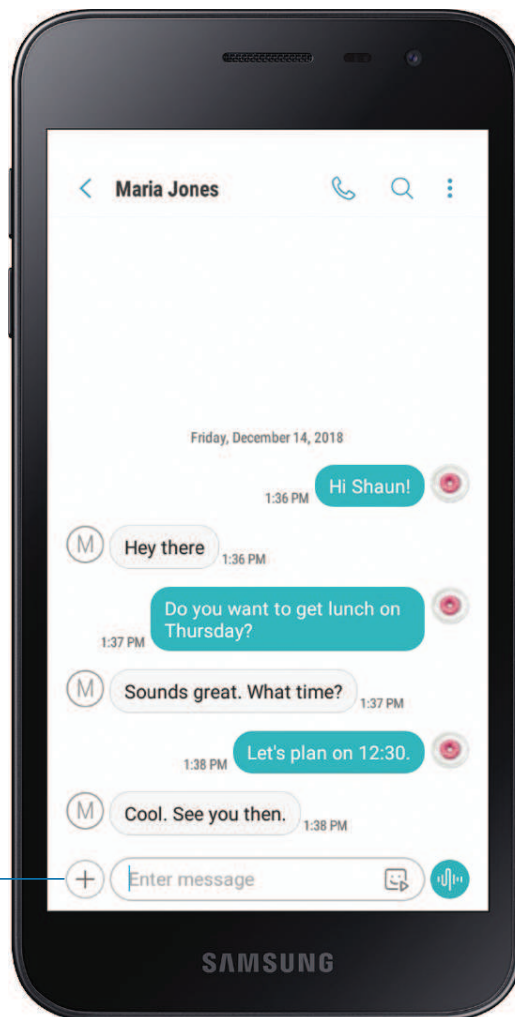 Maria Jones
Friday, December 14, 2018
Hi Shaun!
1:36 PM
M
Hey there
1:36 PM
Do you want to get lunch on
Thursday?
1:37 PM
M
Sounds great. What time?
1:37 PM
Let's plan on 12:30.
1:38 PM
M
Cool. See you then.
1:38 PM
Enter message
SAMSUNG